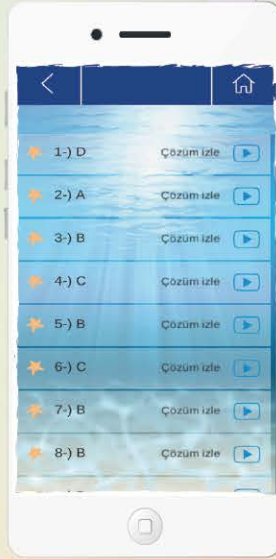 1-) D Çözüm izle
2-) A Çözüm izle
3-) B Çözüm izle
4-) C Çözüm izle
5-) B Çözüm izle
6-) C Çözüm izle
7-) B Çözüm izle
8-) B Çözüm izle